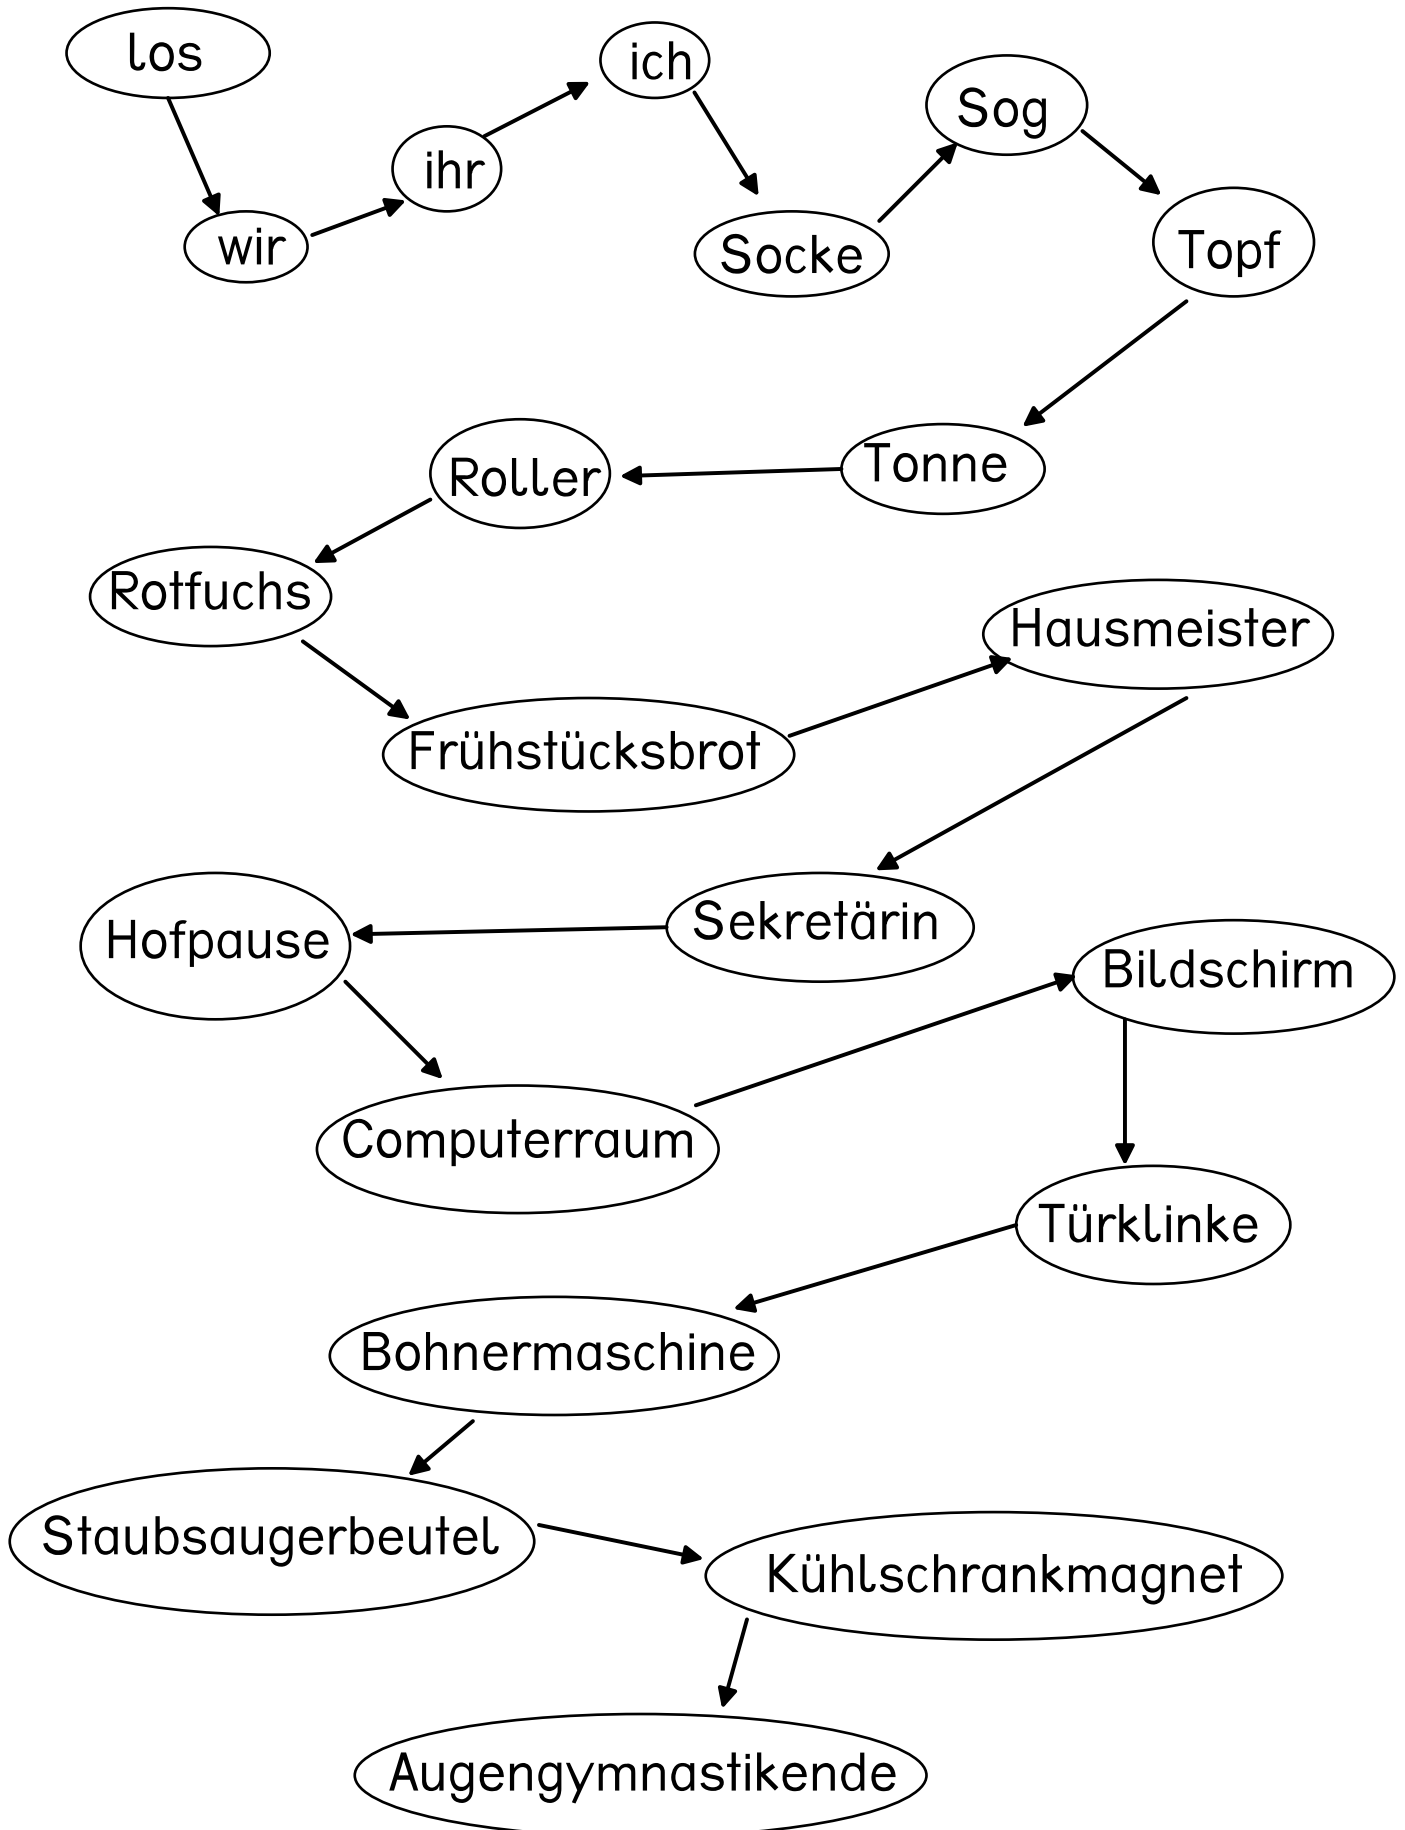 los
wir
ihr
ich
Socke
Sog
Topf
Tonne
Roller
Rotfuchs
Frühstücksbrot
Hausmeister
Sekretärin
Hofpause
Computerraum
Bildschirm
Türklinke
Bohnermaschine
Staubsaugerbeutel
Kühlschrankmagnet
Augengymnastikende